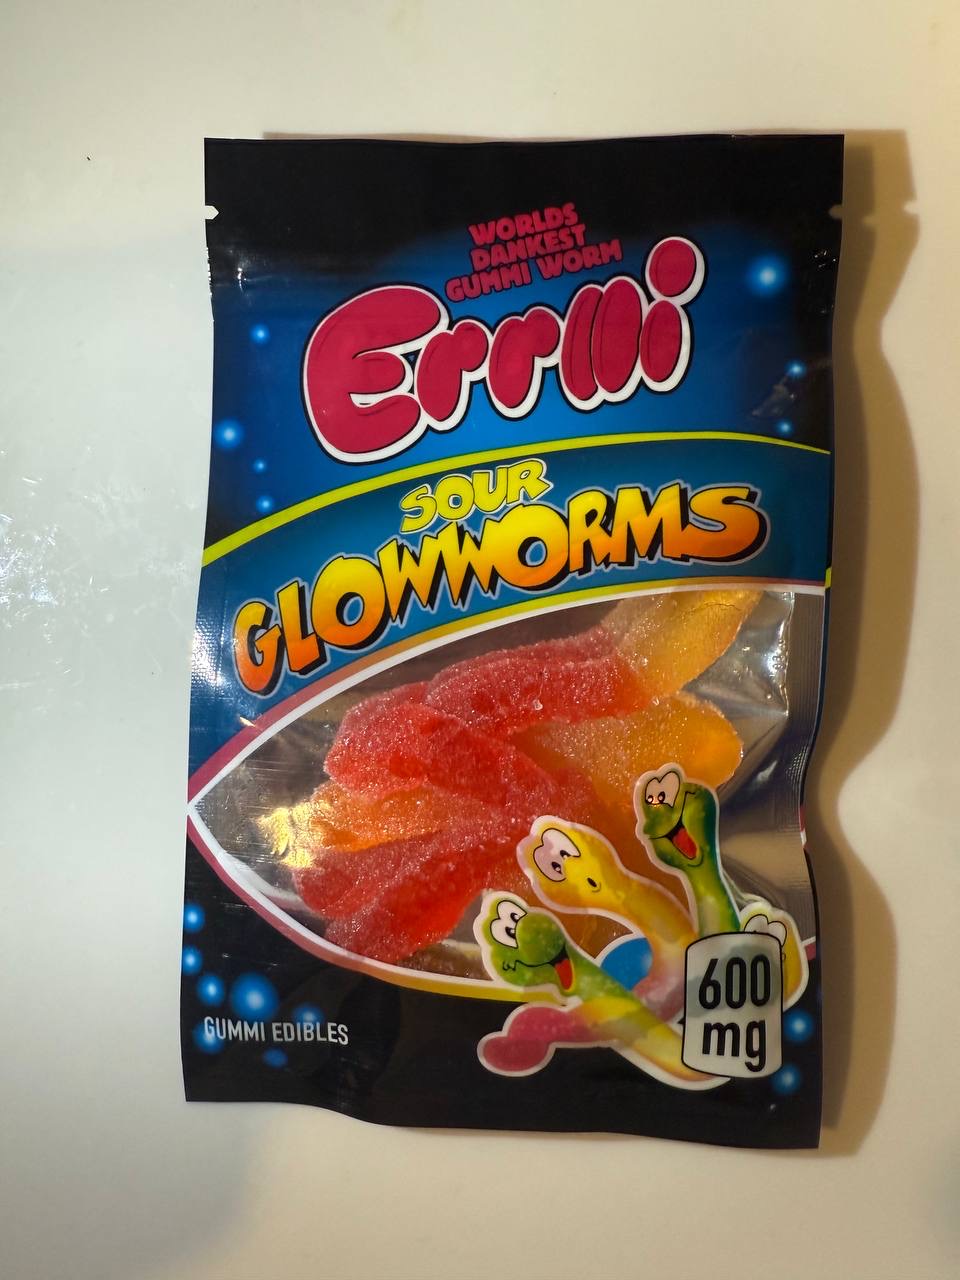 WORLDS
DANKEST
GUMMI WORM
Errlli
SOUR
GLOWWORMS
600
mg
GUMMI EDIBLES